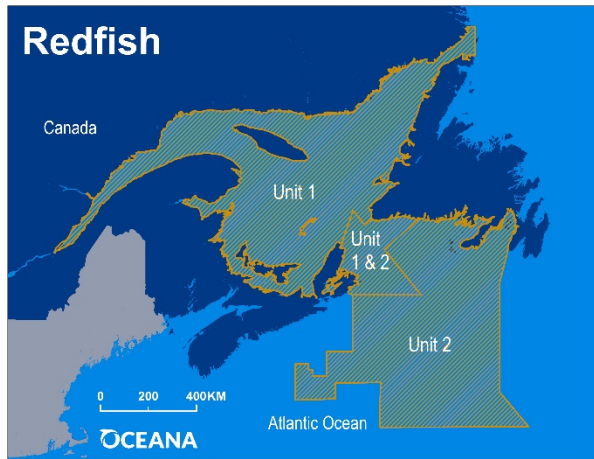 Redfish
Canada
Unit 1
Unit
1 & 2
Unit 2
0 200 400KM
Atlantic Ocean
OCEANA